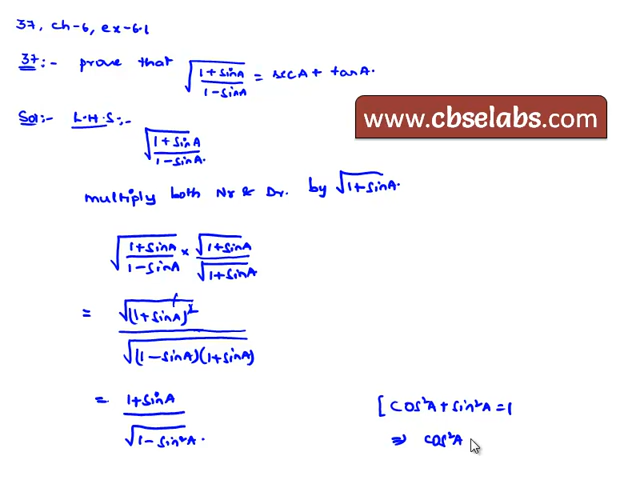 37, ch-6, ex-6.1
37:- prove that √((1+sinA)/(1-sinA)) = secA + tanA.
www.cbselabs.com
Sol:- L.H.S:-
√((1+sinA)/(1-sinA)).
multiply both Nr & Dr. by √(1+sinA).
√((1+sinA)/(1-sinA)) × √(1+sinA)/√(1+sinA)
= √((1+sinA)²)/√((1-sinA)(1+sinA))
= (1+sinA)/√(1-sin²A).
[cos²A + sin²A = 1
⇒ cos²A